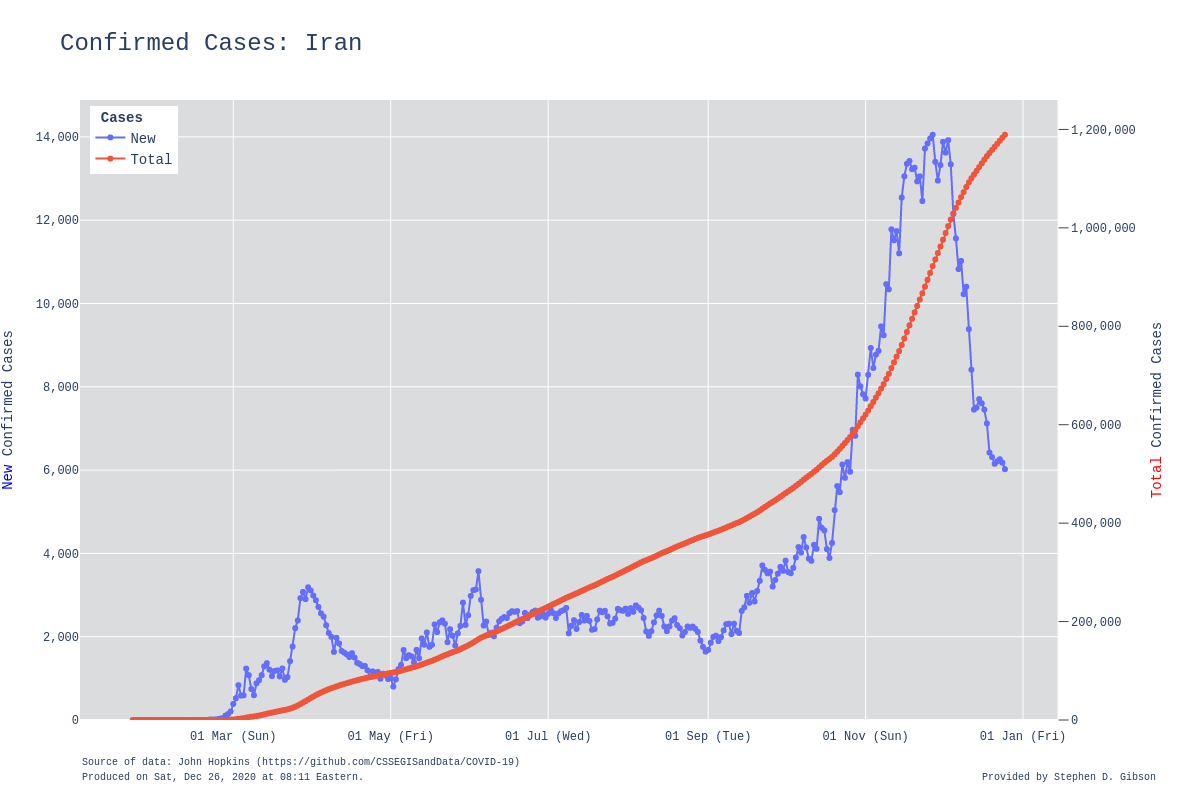 Confirmed Cases: Iran
Cases
New
Total
14,000
12,000
10,000
8,000
6,000
4,000
2,000
0
New Confirmed Cases
1,200,000
1,000,000
800,000
600,000
400,000
200,000
0
Total Confirmed Cases
01 Mar (Sun) 01 May (Fri) 01 Jul (Wed) 01 Sep (Tue) 01 Nov (Sun) 01 Jan (Fri)
Source of data: John Hopkins (https://github.com/CSSEGISandData/COVID-19)
Produced on Sat, Dec 26, 2020 at 08:11 Eastern.
Provided by Stephen D. Gibson